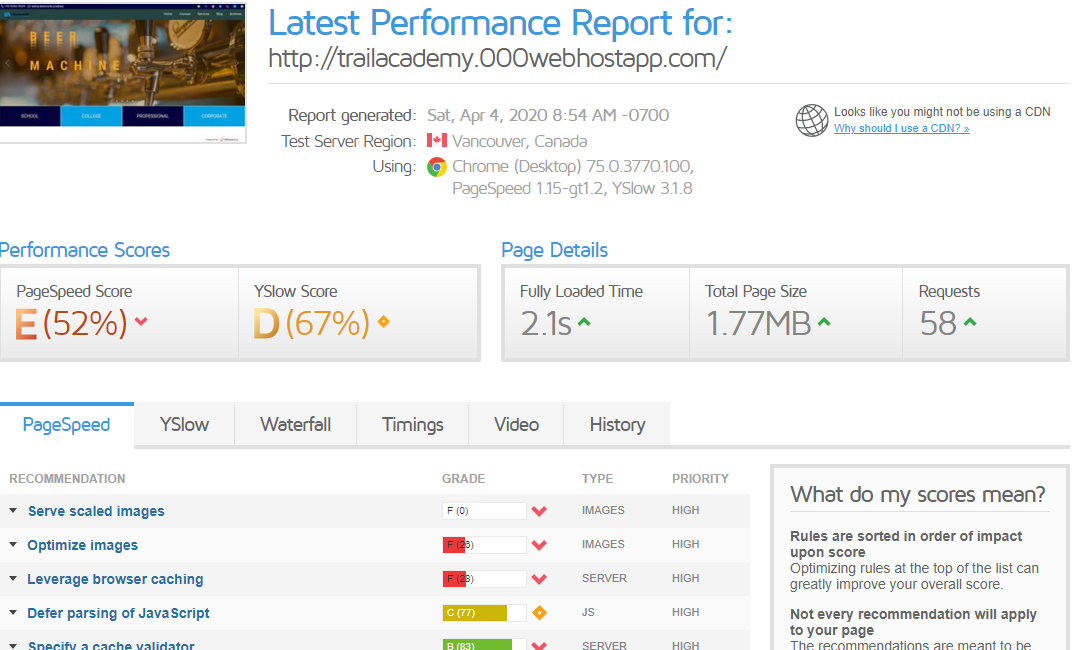 BEER
MACHINE
SCHOOL
COLLEGE
PROFESSIONAL
CORPORATE
Latest Performance Report for:
http://trailacademy.000webhostapp.com/
Report generated: Sat, Apr 4, 2020 8:54 AM -0700
Test Server Region: Vancouver, Canada
Using: Chrome (Desktop) 75.0.3770.100,
PageSpeed 1.15-gt1.2, YSlow 3.1.8
Looks like you might not be using a CDN
Why should I use a CDN? »
Performance Scores
PageSpeed Score
E (52%)
YSlow Score
D (67%)
Page Details
Fully Loaded Time
2.1s
Total Page Size
1.77MB
Requests
58
PageSpeed YSlow Waterfall Timings Video History
RECOMMENDATION GRADE TYPE PRIORITY
Serve scaled images F (0) IMAGES HIGH
Optimize images F (26) IMAGES HIGH
Leverage browser caching F (28) SERVER HIGH
Defer parsing of JavaScript C (77) JS HIGH
Specify a cache validator B (83) SERVER HIGH
What do my scores mean?
Rules are sorted in order of impact
upon score
Optimizing rules at the top of the list can
greatly improve your overall score.
Not every recommendation will apply
to your page
The recommendations are meant to be